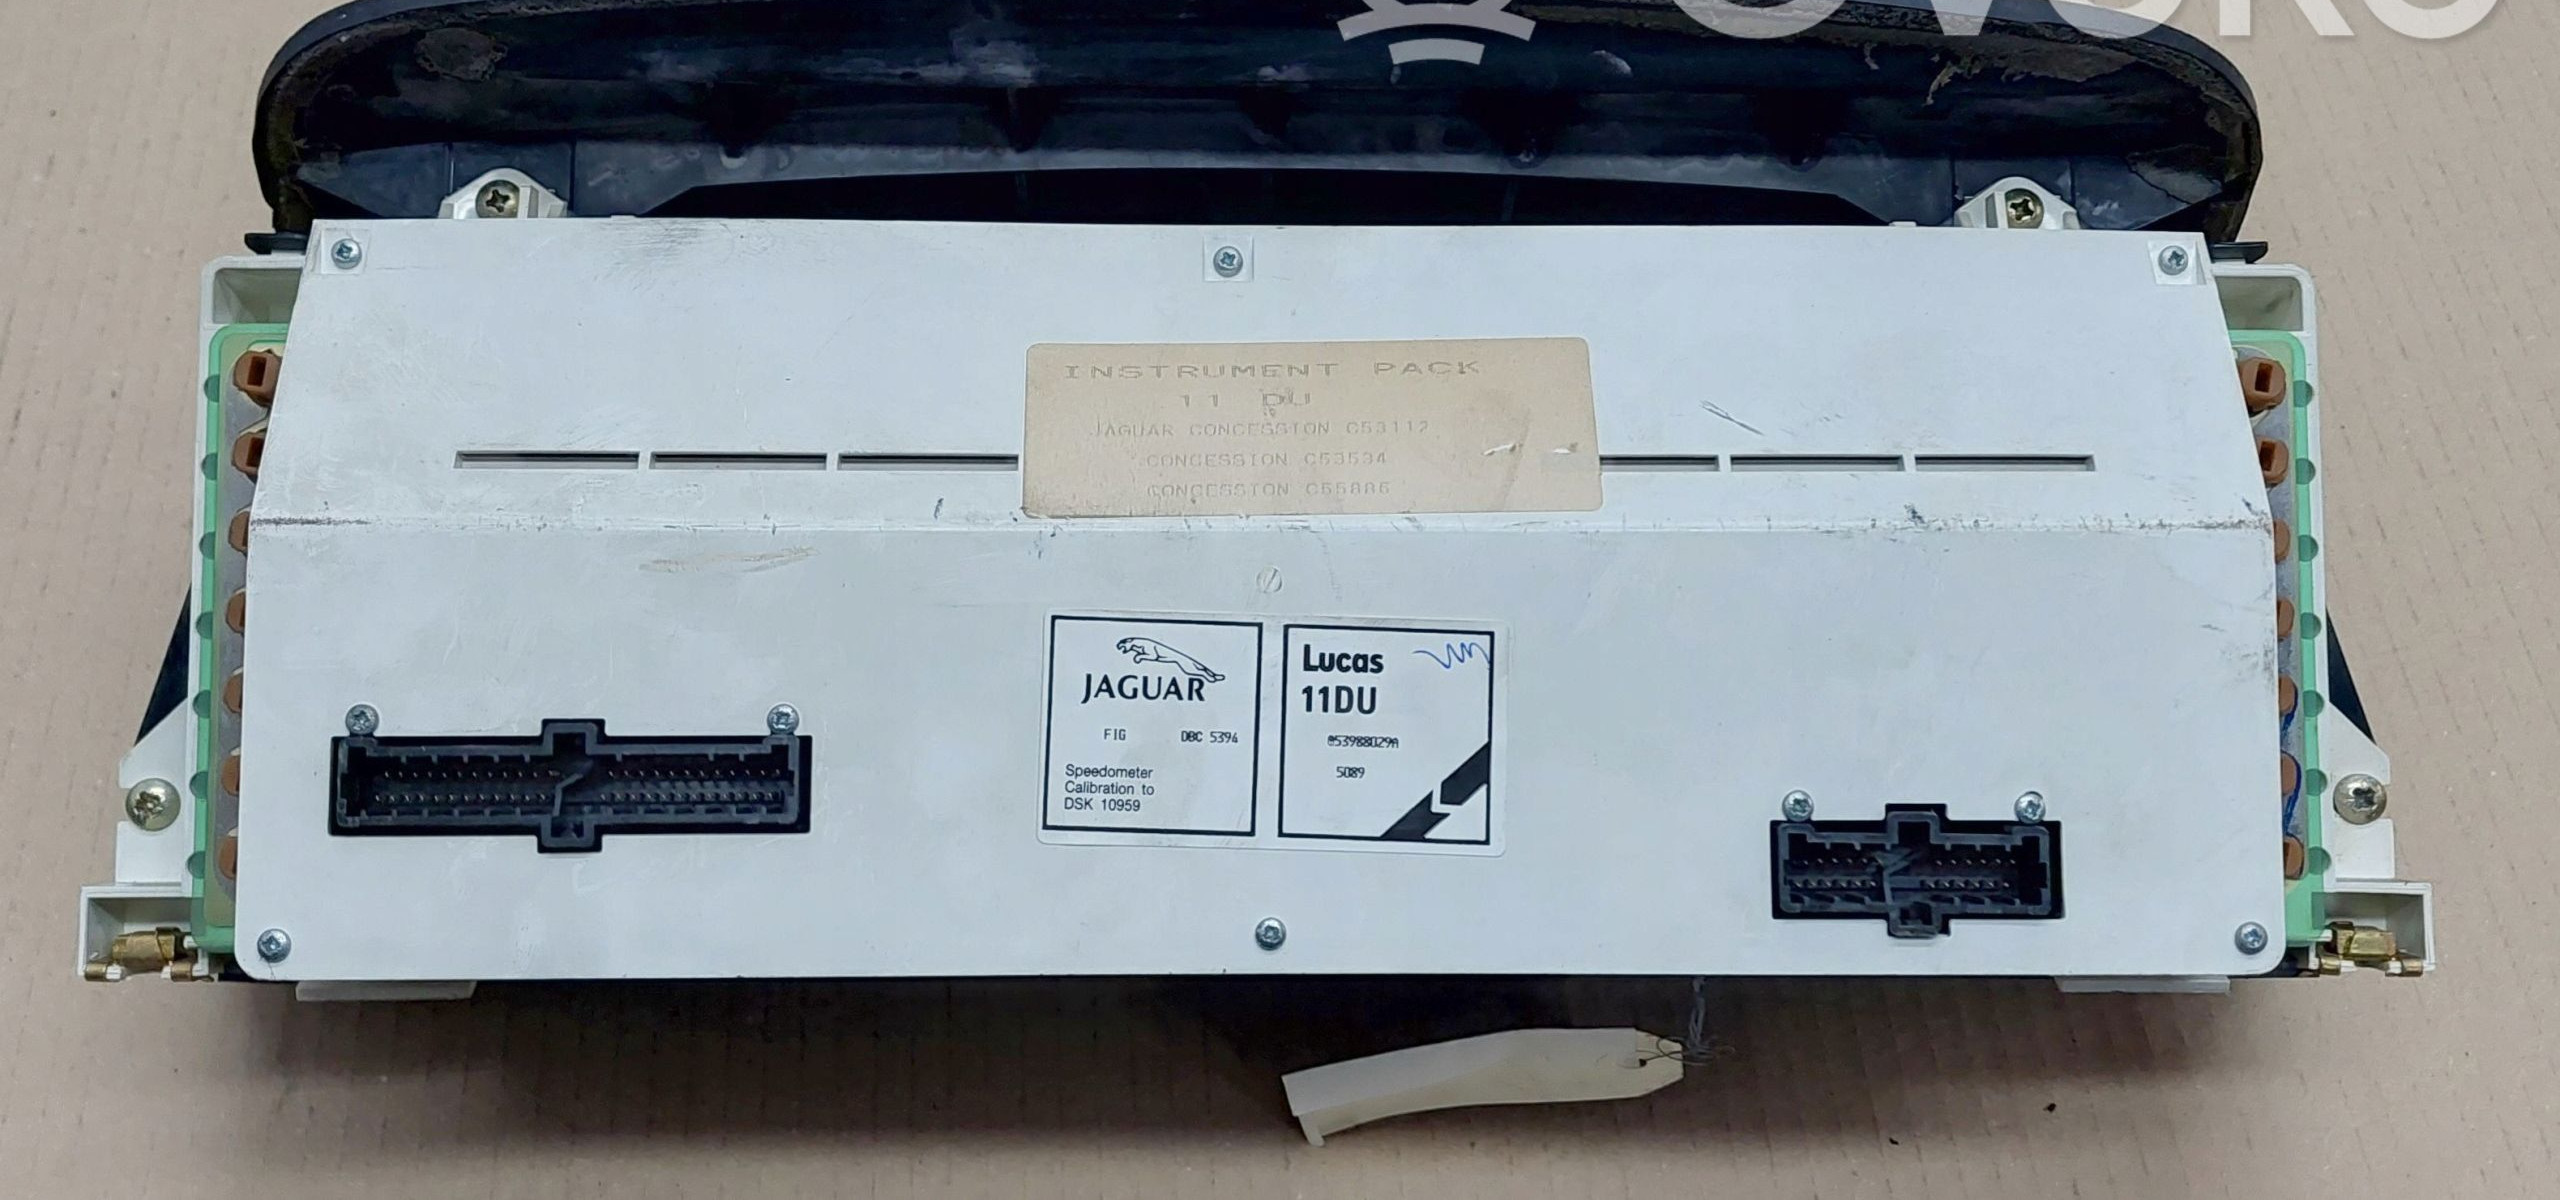 INSTRUMENT PACK
11 DU
JAGUAR CONCESSION C53112
CONCESSION C53534
CONCESSION C55886
JAGUAR
FIG DBC 5394
Speedometer
Calibration to
DSK 10959
Lucas
11DU
5089